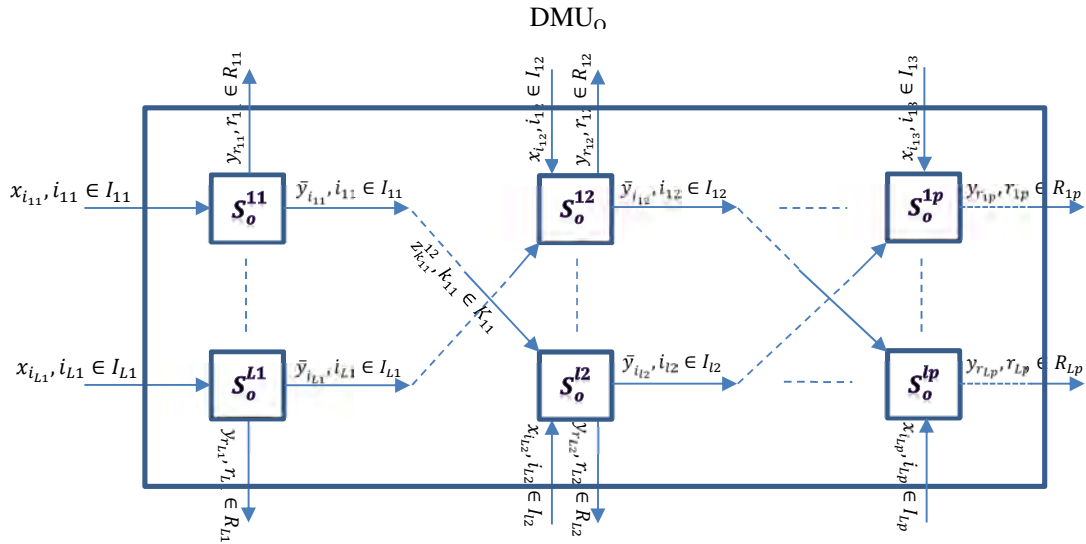 DMU_O
y_{r_{11}}, r_{11} ∈ R_{11}
x_{i_{12}}, i_{12} ∈ I_{12}
y_{r_{12}}, r_{12} ∈ R_{12}
x_{i_{13}}, i_{13} ∈ I_{13}
x_{i_{11}}, i_{11} ∈ I_{11}
S_o^{11}
ȳ_{i_{11}}, i_{11} ∈ I_{11}
S_o^{12}
ȳ_{i_{12}}, i_{12} ∈ I_{12}
S_o^{1p}
y_{r_{1p}}, r_{1p} ∈ R_{1p}
z_{k_{11}}^{12}, k_{11} ∈ K_{11}
x_{i_{L1}}, i_{L1} ∈ I_{L1}
S_o^{L1}
ȳ_{i_{L1}}, i_{L1} ∈ I_{L1}
S_o^{l2}
ȳ_{i_{l2}}, i_{l2} ∈ I_{l2}
S_o^{lp}
y_{r_{Lp}}, r_{Lp} ∈ R_{Lp}
y_{r_{L1}}, r_L ∈ R_{L1}
x_{i_{L2}}, i_{L2} ∈ I_{l2}
y_{r_{L2}}, r_{L2} ∈ R_{L2}
x_{i_{Lp}}, i_{Lp} ∈ I_{Lp}